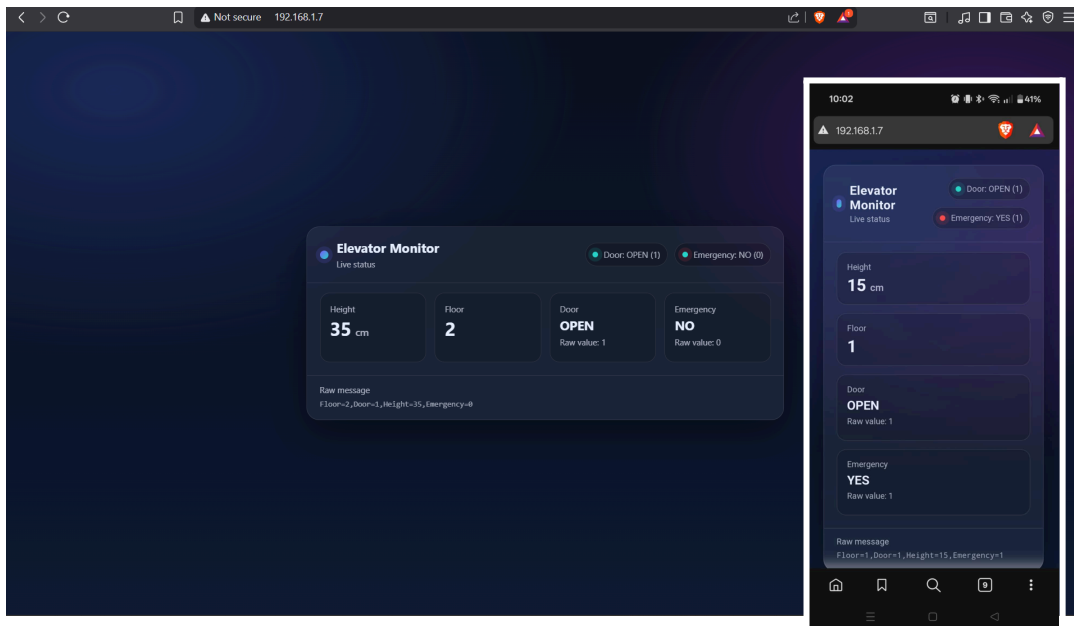 Not secure 192.168.1.7
Elevator Monitor
Live status
Door: OPEN (1)
Emergency: NO (0)
Height
35 cm
Floor
2
Door
OPEN
Raw value: 1
Emergency
NO
Raw value: 0
Raw message
Floor=2,Door=1,Height=35,Emergency=0
10:02
41%
192.168.1.7
Elevator
Monitor
Live status
Door: OPEN (1)
Emergency: YES (1)
Height
15 cm
Floor
1
Door
OPEN
Raw value: 1
Emergency
YES
Raw value: 1
Raw message
Floor=1,Door=1,Height=15,Emergency=1
9